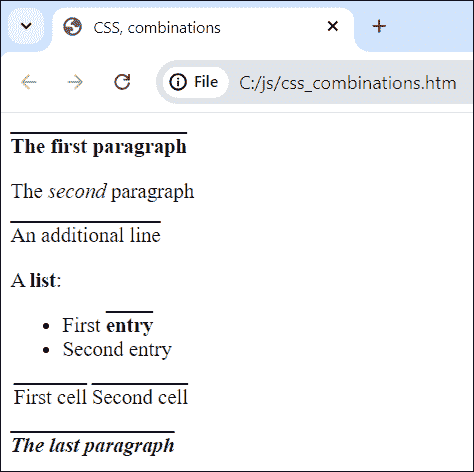 CSS, combinations
File C:/js/css_combinations.htm
The first paragraph
The second paragraph
An additional line
A list:
First entry
Second entry
First cell Second cell
The last paragraph